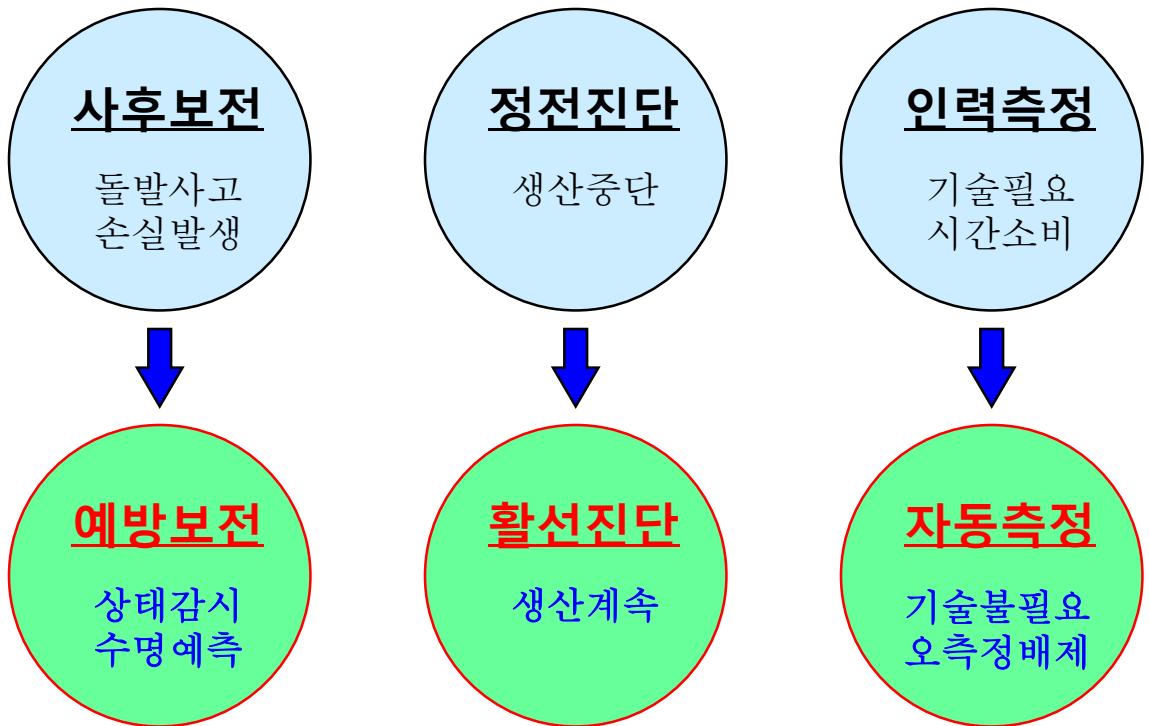 사후보전
돌발사고
손실발생
정전진단
생산중단
인력측정
기술필요
시간소비
예방보전
상태감시
수명예측
활선진단
생산계속
자동측정
기술불필요
오측정배제